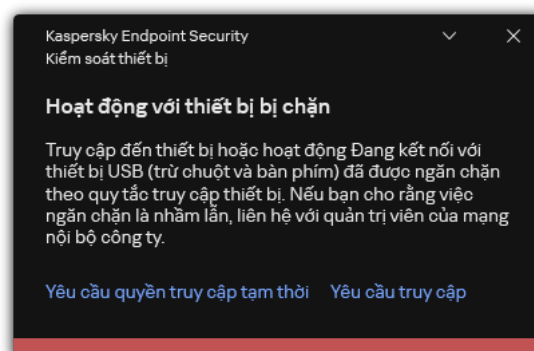 Kaspersky Endpoint Security
Kiểm soát thiết bị
Hoạt động với thiết bị bị chặn
Truy cập đến thiết bị hoặc hoạt động Đang kết nối với
thiết bị USB (trừ chuột và bàn phím) đã được ngăn chặn
theo quy tắc truy cập thiết bị. Nếu bạn cho rằng việc
ngăn chặn là nhầm lẫn, liên hệ với quản trị viên của mạng
nội bộ công ty.
Yêu cầu quyền truy cập tạm thời Yêu cầu truy cập